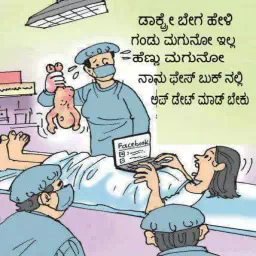 ಡಾಕ್ಟ್ರೇ ಬೇಗ ಹೇಳಿ
ಗಂಡು ಮಗುನೋ ಇಲ್ಲ
ಹೆಣ್ಣು ಮಗುನೋ
ನಾನು ಫೇಸ್ ಬುಕ್ ನಲ್ಲಿ
ಅಪ್ ಡೇಟ್ ಮಾಡ್ ಬೇಕು
Facebook